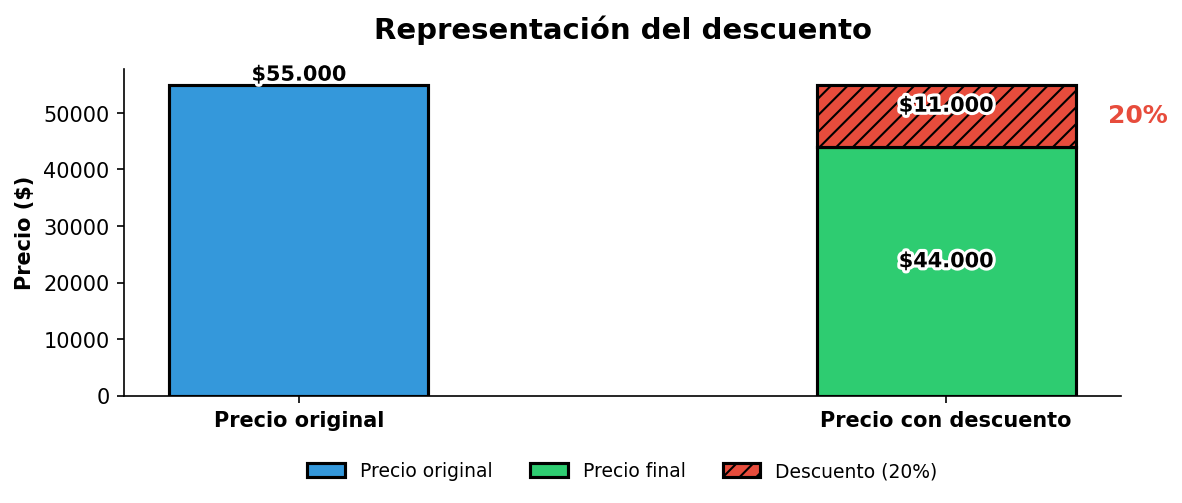 Representación del descuento
Precio ($)
50000
40000
30000
20000
10000
0
$55.000
$11.000
20%
$44.000
Precio original
Precio con descuento
Precio original
Precio final
Descuento (20%)